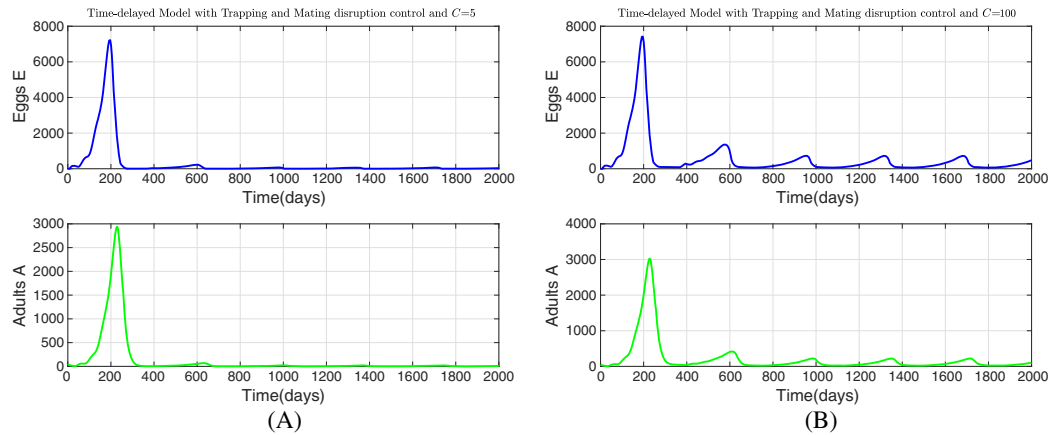 Time-delayed Model with Trapping and Mating disruption control and C=5
8000
6000
4000
2000
0
Eggs E
0 200 400 600 800 1000 1200 1400 1600 1800 2000
Time(days)
3000
2500
2000
1500
1000
500
0
Adults A
0 200 400 600 800 1000 1200 1400 1600 1800 2000
Time(days)
(A)
Time-delayed Model with Trapping and Mating disruption control and C=100
8000
6000
4000
2000
0
Eggs E
0 200 400 600 800 1000 1200 1400 1600 1800 2000
Time(days)
4000
3000
2000
1000
0
Adults A
0 200 400 600 800 1000 1200 1400 1600 1800 2000
Time(days)
(B)